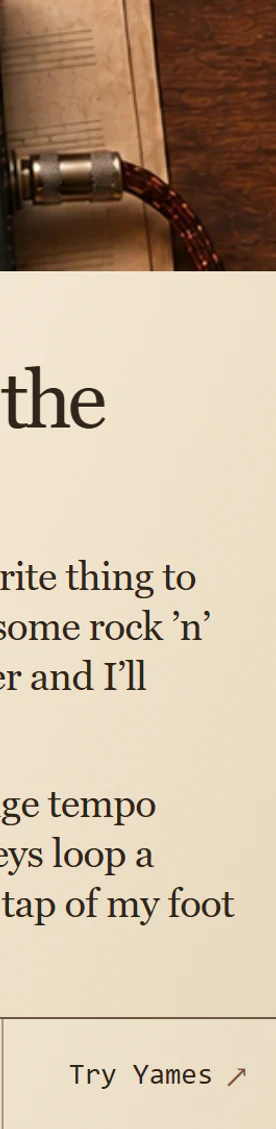 the
rite thing to
some rock ’n’
er and I’ll
ge tempo
eys loop a
tap of my foot
Try Yames ↗